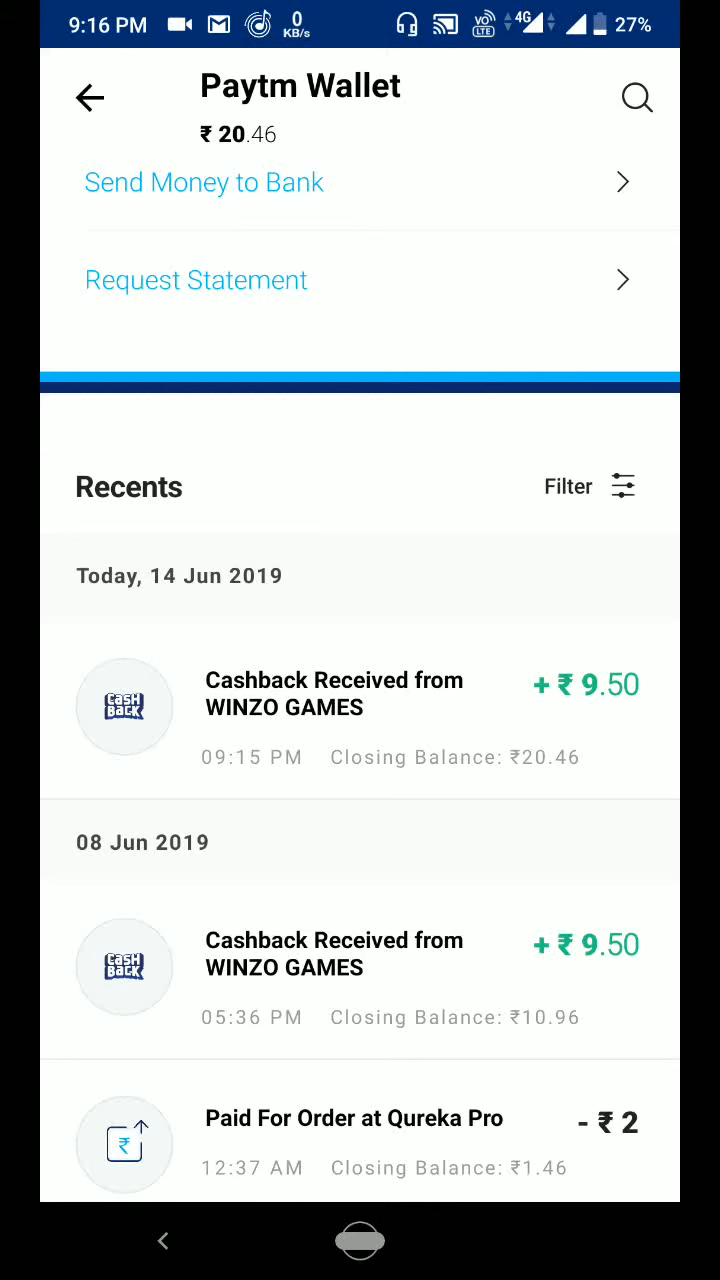 9:16 PM 0 KB/s VO LTE 4G 27%
Paytm Wallet
₹ 20.46
Send Money to Bank
Request Statement
Recents Filter
Today, 14 Jun 2019
Cashback Received from + ₹ 9.50
WINZO GAMES
CASH BACK
09:15 PM Closing Balance: ₹20.46
08 Jun 2019
Cashback Received from + ₹ 9.50
WINZO GAMES
CASH BACK
05:36 PM Closing Balance: ₹10.96
Paid For Order at Qureka Pro - ₹ 2
₹
12:37 AM Closing Balance: ₹1.46